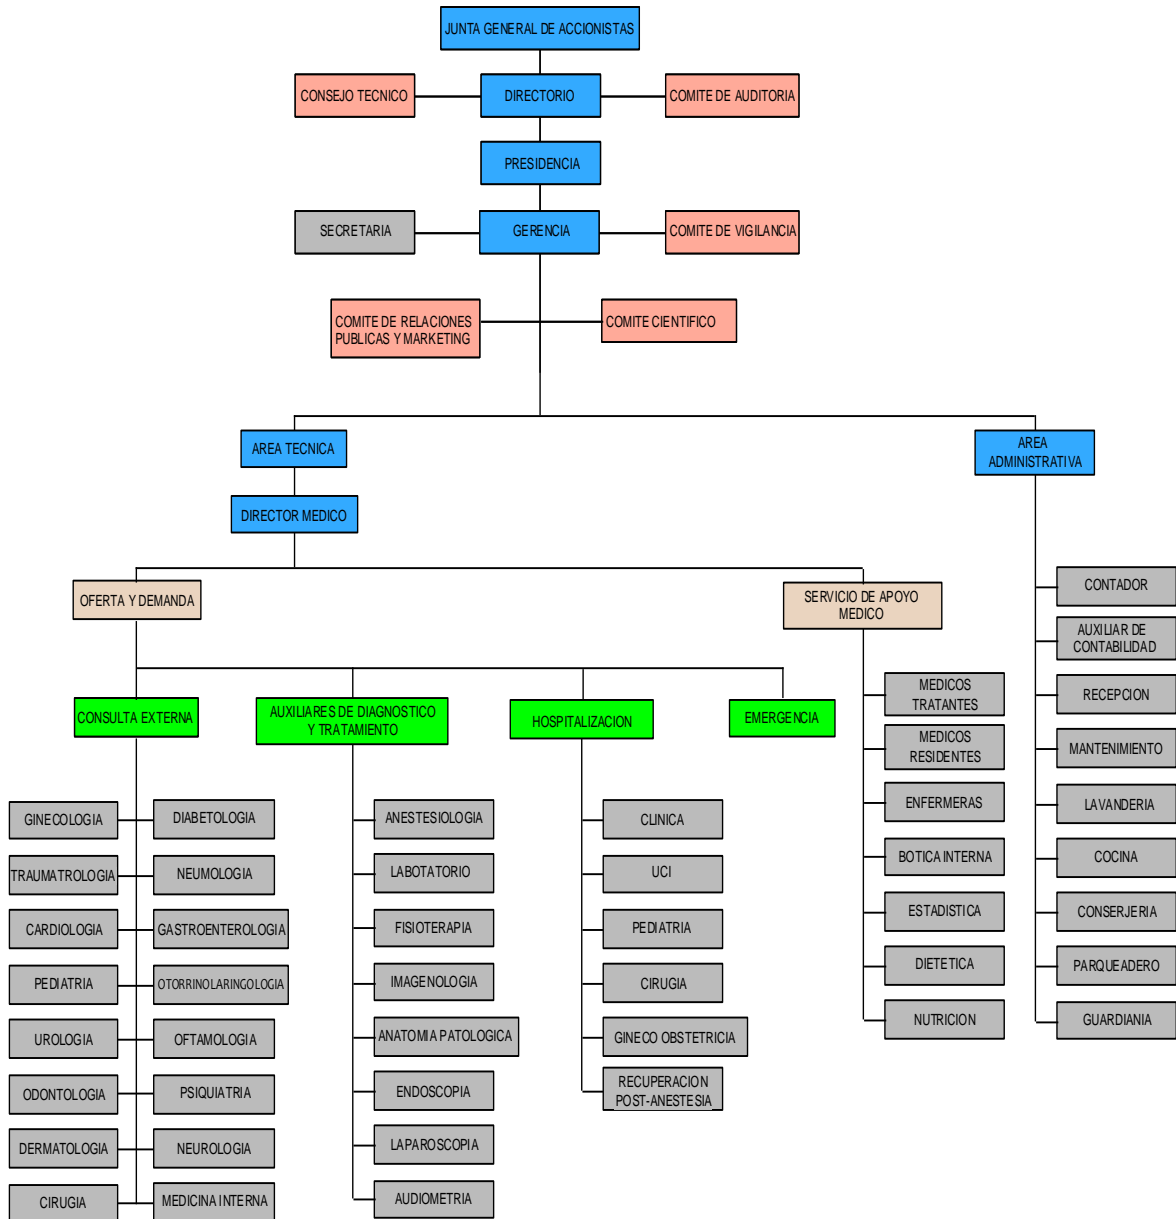 JUNTA GENERAL DE ACCIONISTAS
CONSEJO TECNICO
DIRECTORIO
COMITE DE AUDITORIA
PRESIDENCIA
SECRETARIA
GERENCIA
COMITE DE VIGILANCIA
COMITE DE RELACIONES
PUBLICAS Y MARKETING
COMITE CIENTIFICO
AREA TECNICA
AREA
ADMINISTRATIVA
DIRECTOR MEDICO
OFERTA Y DEMANDA
SERVICIO DE APOYO
MEDICO
CONSULTA EXTERNA
AUXILIARES DE DIAGNOSTICO
Y TRATAMIENTO
HOSPITALIZACION
EMERGENCIA
GINECOLOGIA
DIABETOLOGIA
TRAUMATROLOGIA
NEUMOLOGIA
CARDIOLOGIA
GASTROENTEROLOGIA
PEDIATRIA
OTORRINOLARINGOLOGIA
UROLOGIA
OFTAMOLOGIA
ODONTOLOGIA
PSIQUIATRIA
DERMATOLOGIA
NEUROLOGIA
CIRUGIA
MEDICINA INTERNA
ANESTESIOLOGIA
LABOTATORIO
FISIOTERAPIA
IMAGENOLOGIA
ANATOMIA PATOLOGICA
ENDOSCOPIA
LAPAROSCOPIA
AUDIOMETRIA
CLINICA
UCI
PEDIATRIA
CIRUGIA
GINECO OBSTETRICIA
RECUPERACION
POST-ANESTESIA
MEDICOS
TRATANTES
MEDICOS
RESIDENTES
ENFERMERAS
BOTICA INTERNA
ESTADISTICA
DIETETICA
NUTRICION
CONTADOR
AUXILIAR DE
CONTABILIDAD
RECEPCION
MANTENIMIENTO
LAVANDERIA
COCINA
CONSERJERIA
PARQUEADERO
GUARDIANIA